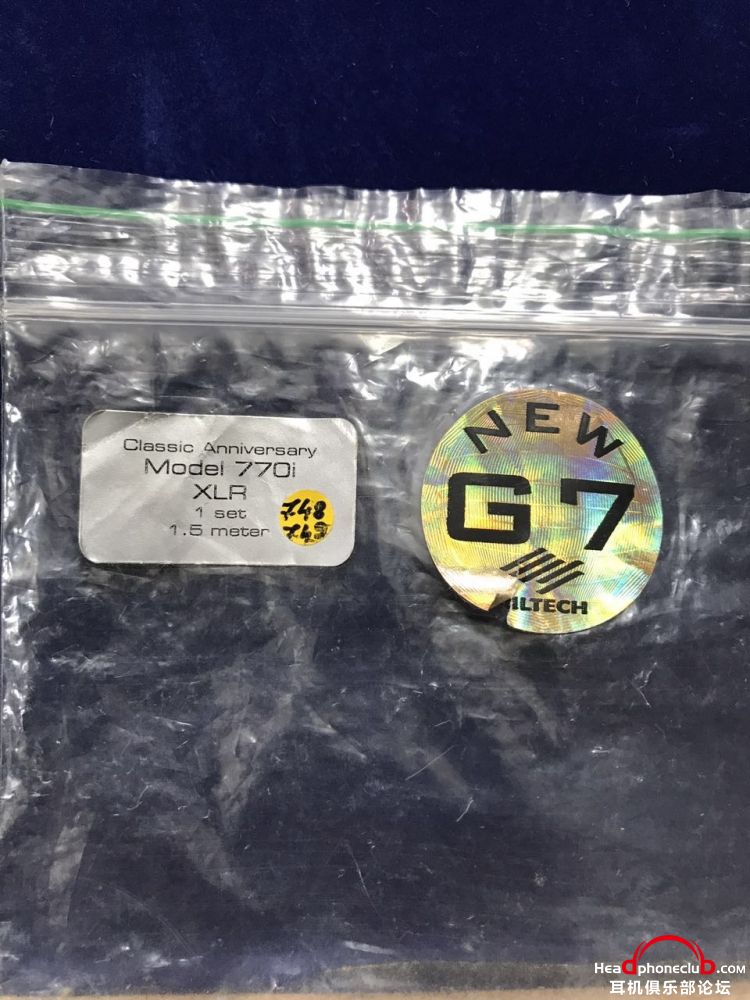 Classic Anniversary
Model 770i
XLR
1 set
1.5 meter
NEW
G7
ILTECH
Headphoneclub.com
耳机俱乐部论坛